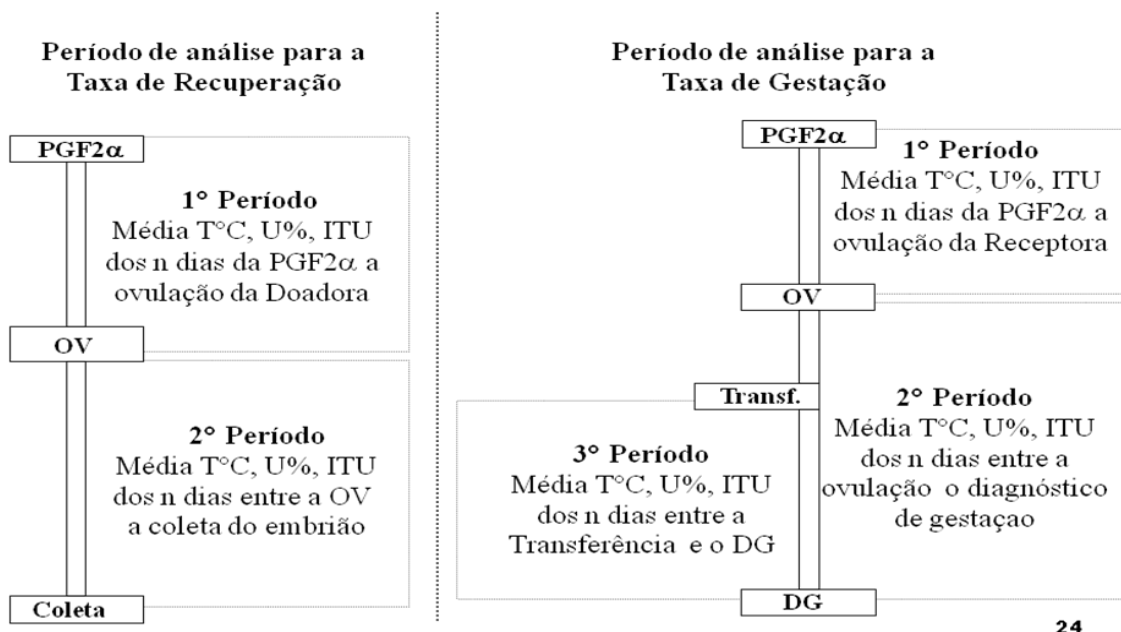 Período de análise para a
Taxa de Recuperação
PGF2α
1° Período
Média T°C, U%, ITU
dos n dias da PGF2α a
ovulação da Doadora
OV
2° Período
Média T°C, U%, ITU
dos n dias entre a OV
a coleta do embrião
Coleta
Período de análise para a
Taxa de Gestação
PGF2α
1° Período
Média T°C, U%, ITU
dos n dias da PGF2α a
ovulação da Receptora
OV
Transf.
2° Período
Média T°C, U%, ITU
dos n dias entre a
ovulação o diagnóstico
de gestaçao
3° Período
Média T°C, U%, ITU
dos n dias entre a
Transferência e o DG
DG
24